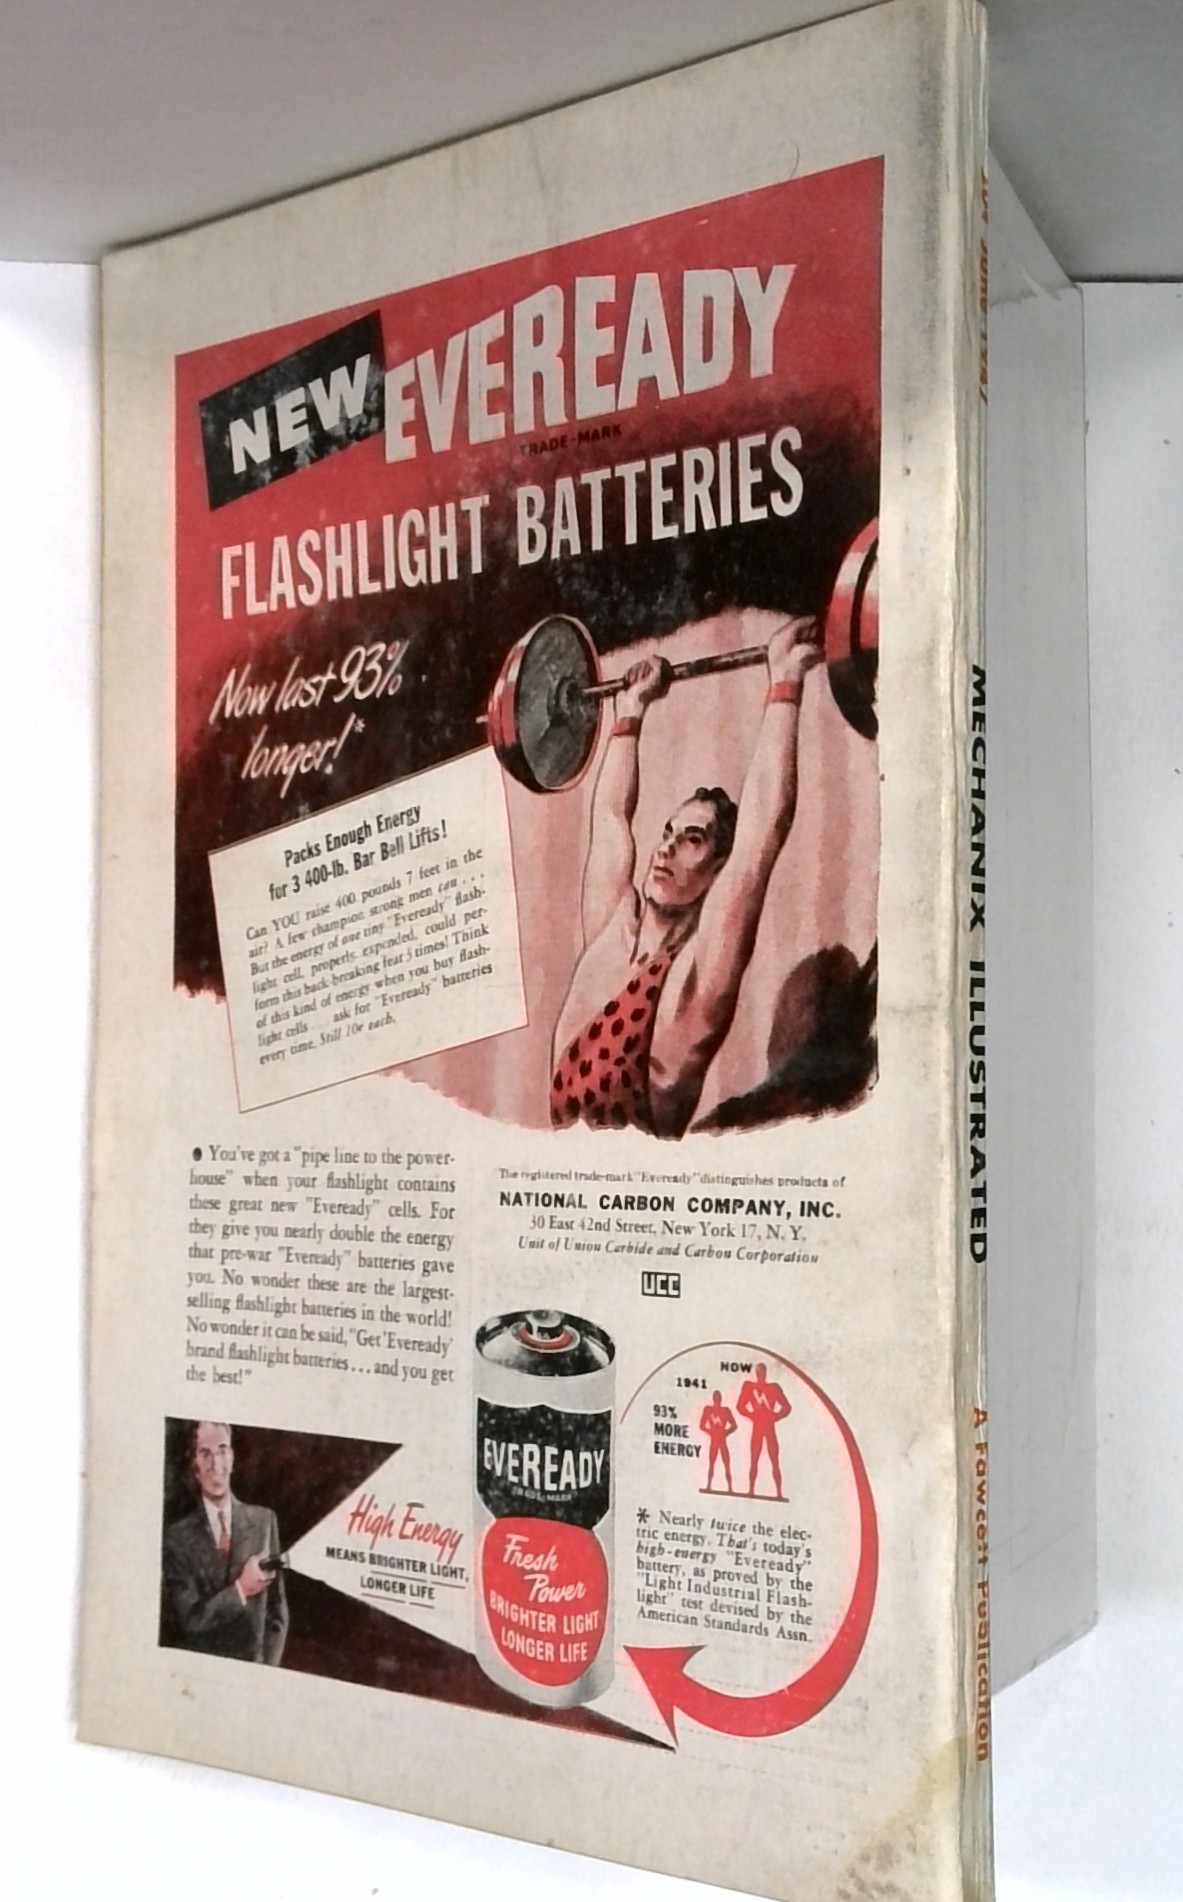 NEW EVEREADY
TRADE-MARK
FLASHLIGHT BATTERIES
Now last 93%
longer!*
Packs Enough Energy
for 3 400-lb. Bar Bell Lifts!
Can YOU raise 400 pounds 7 feet in the
air? A few champion strong men can . . .
But the energy of one tiny "Eveready" flash-
light cell, properly expended, could per-
form this back-breaking feat 3 times! Think
of this kind of energy when you buy flash-
light cells . . . ask for "Eveready" batteries
every time. Still 10¢ each.
● You've got a "pipe line to the power-
house" when your flashlight contains
these great new "Eveready" cells. For
they give you nearly double the energy
that pre-war "Eveready" batteries gave
you. No wonder these are the largest-
selling flashlight batteries in the world!
No wonder it can be said, "Get 'Eveready'
brand flashlight batteries...and you get
the best!"
The registered trade-mark "Eveready" distinguishes products of
NATIONAL CARBON COMPANY, INC.
30 East 42nd Street, New York 17, N. Y.
Unit of Union Carbide and Carbon Corporation
UCC
High Energy
MEANS BRIGHTER LIGHT,
LONGER LIFE
EVEREADY
TRADE-MARK
Fresh
Power
BRIGHTER LIGHT
LONGER LIFE
NOW
1941
93%
MORE
ENERGY
* Nearly twice the elec-
tric energy. That's today's
high-energy "Eveready"
battery, as proved by the
"Light Industrial Flash-
light" test devised by the
American Standards Assn.
June 1947
MECHANIX ILLUSTRATED
A Fawcett Publication